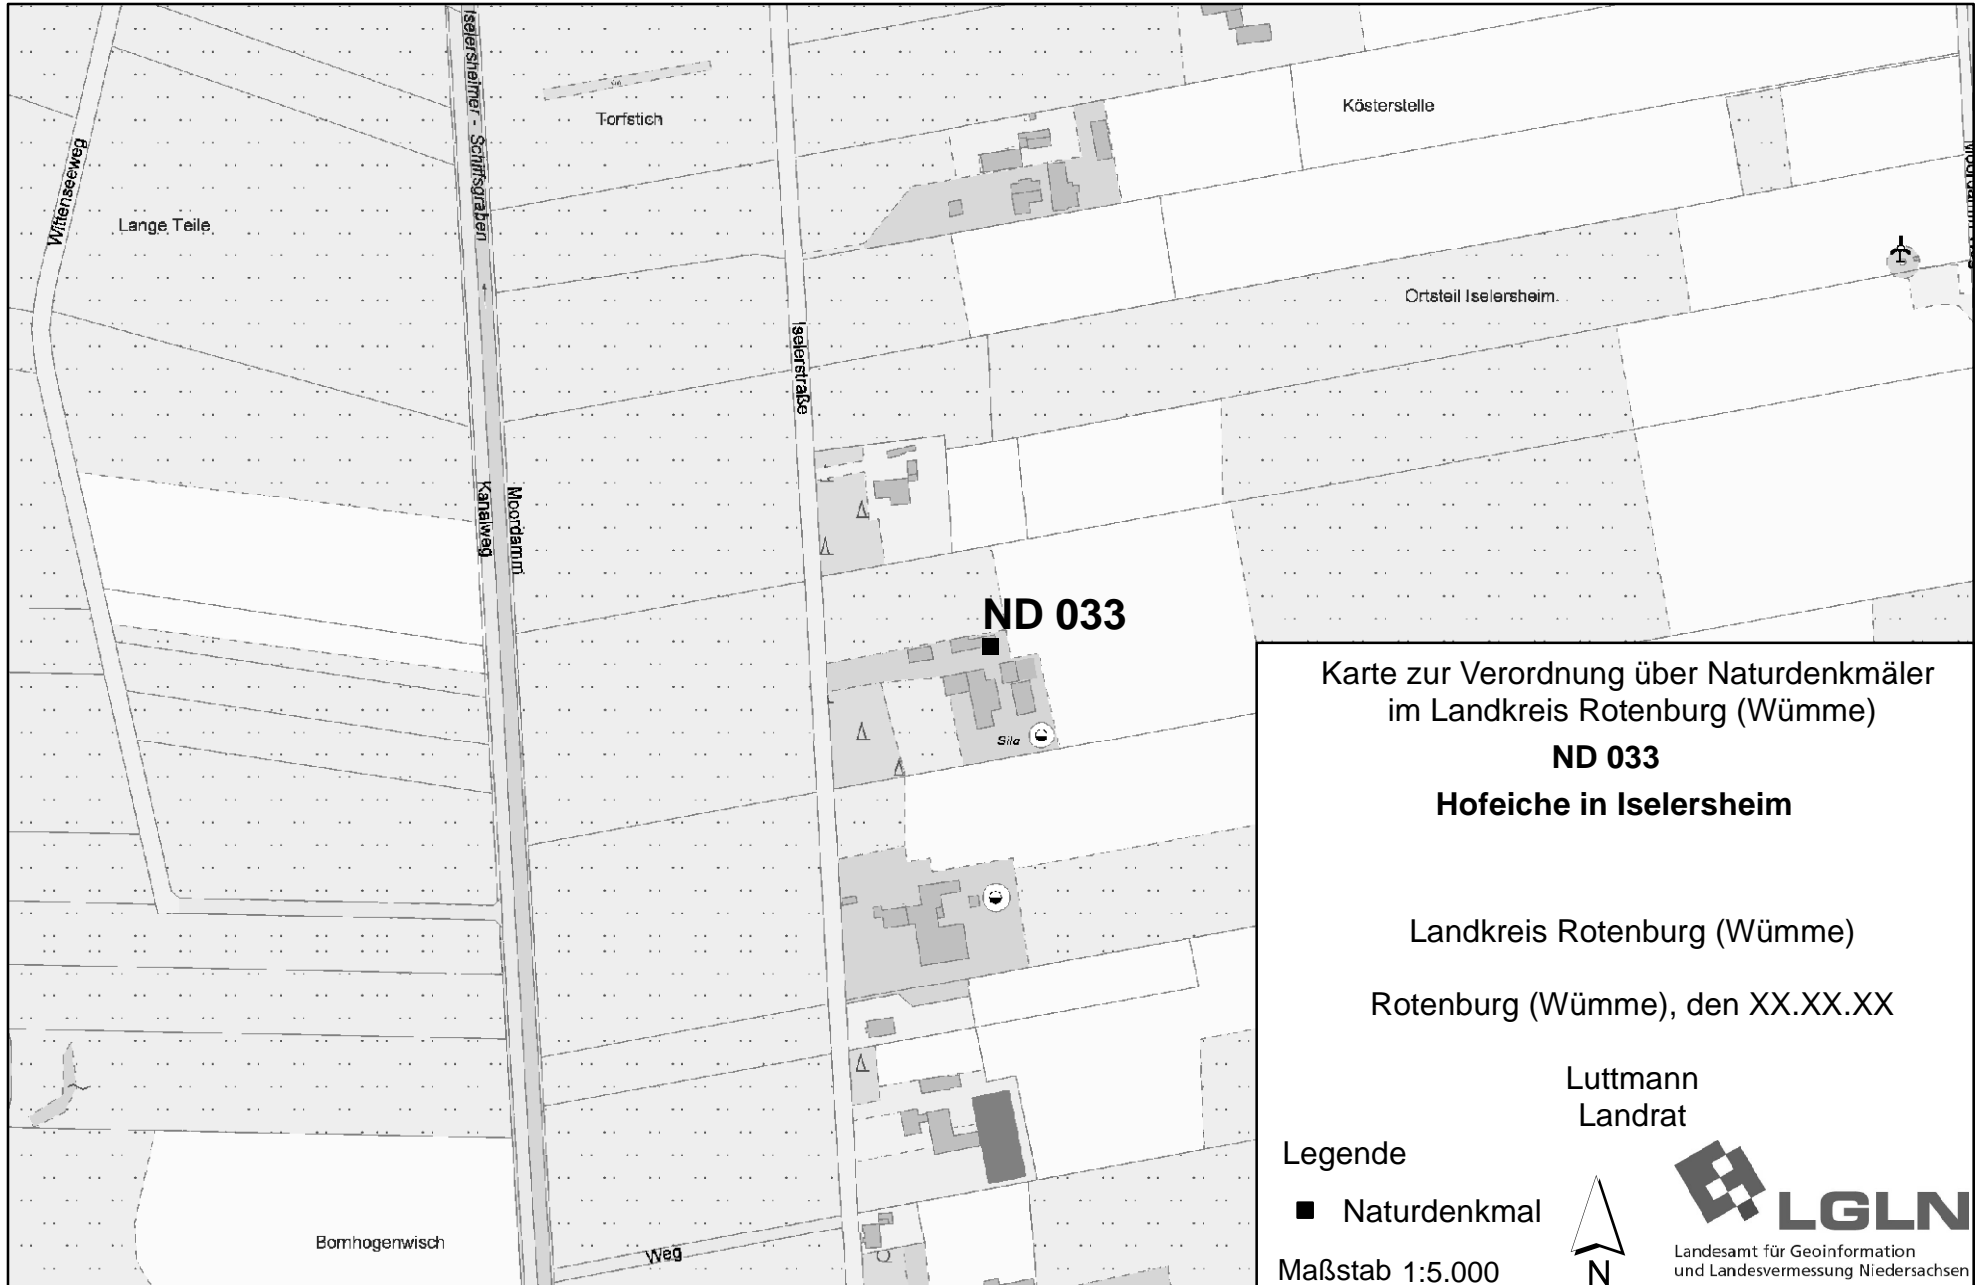 Iselersheimer - Schiffsgraben
Torfstich
Kösterstelle
Wittenseeweg
Lange Teile
Ortsteil Iselersheim
Iselerstraße
Kanalweg
Moordamm
ND 033
Silo
Bornhogenwisch
Weg
Karte zur Verordnung über Naturdenkmäler
im Landkreis Rotenburg (Wümme)
ND 033
Hofeiche in Iselersheim
Landkreis Rotenburg (Wümme)
Rotenburg (Wümme), den XX.XX.XX
Luttmann
Landrat
Legende
Naturdenkmal
Maßstab 1:5.000
N
LGLN
Landesamt für Geoinformation
und Landesvermessung Niedersachsen